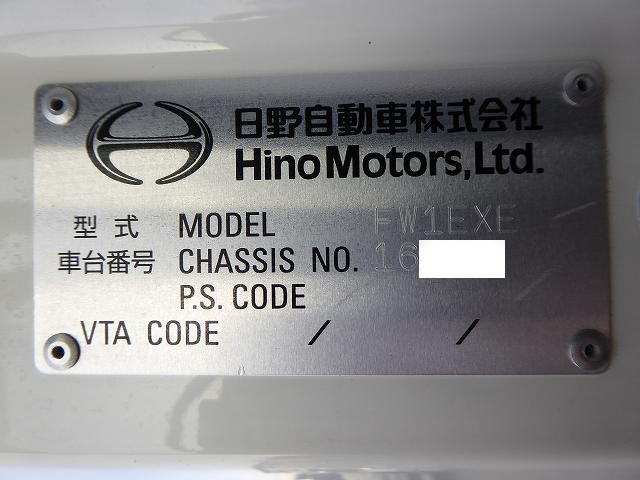 日野自動車株式会社
Hino Motors, Ltd.
型式 MODEL FW1EXE
車台番号 CHASSIS NO. 16
P.S. CODE
VTA CODE / /